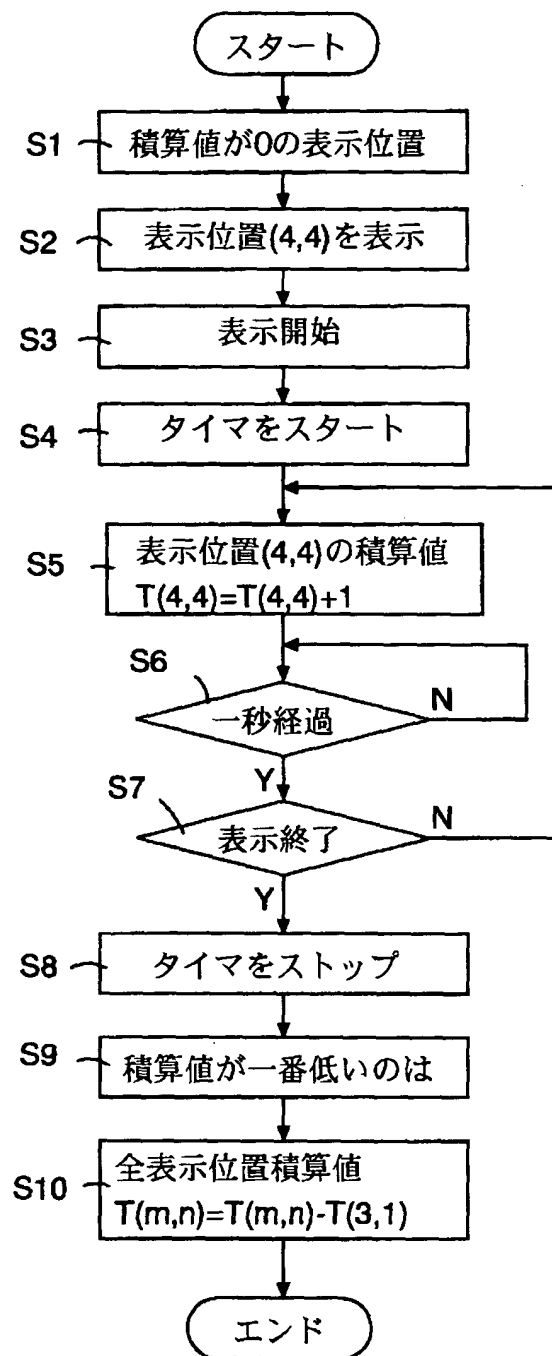 スタート
S1
積算値が0の表示位置
S2
表示位置(4,4)を表示
S3
表示開始
S4
タイマをスタート
S5
表示位置(4,4)の積算値
T(4,4)=T(4,4)+1
S6
一秒経過
N
Y
S7
表示終了
N
Y
S8
タイマをストップ
S9
積算値が一番低いのは
S10
全表示位置積算値
T(m,n)=T(m,n)-T(3,1)
エンド